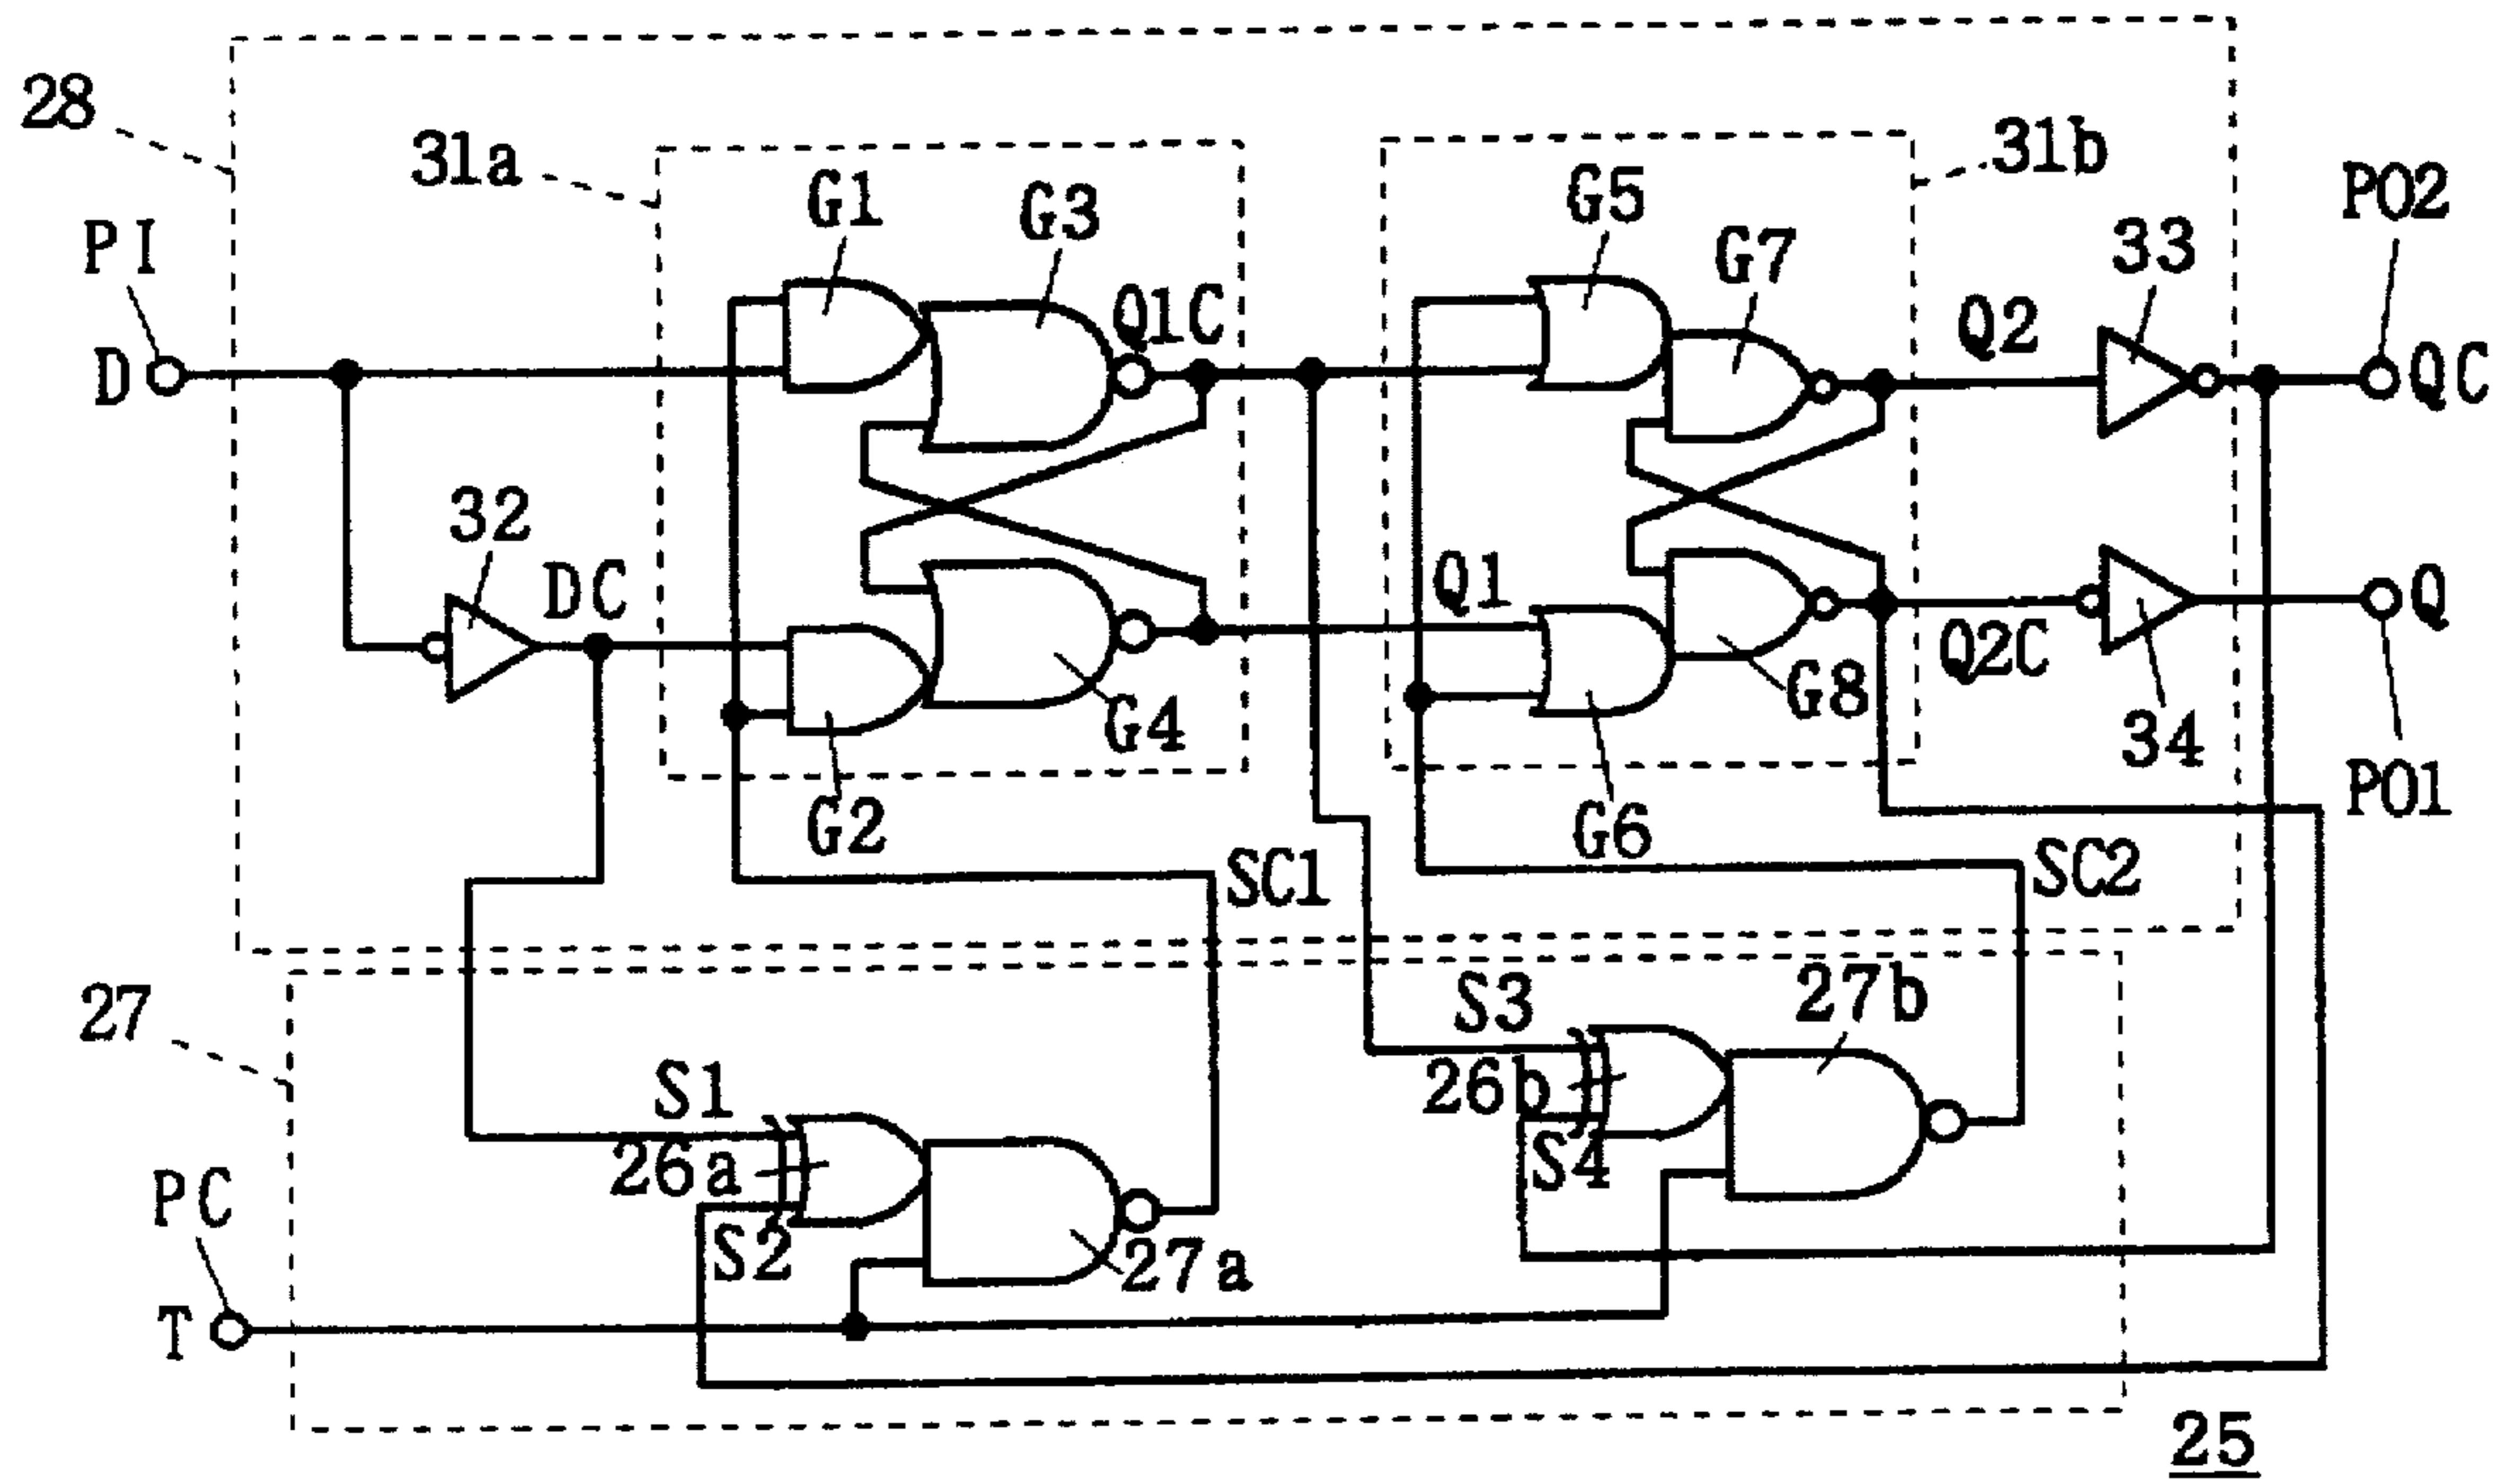 28
31a
G1
G3
Q1C
G5
G7
31b
PO2
33
PI
D
Q2
QC
32
DC
Q1
Q
Q2C
G4
G8
34
G2
G6
PO1
SC1
SC2
27
S3
27b
26b
S1
26a
S4
PC
S2
27a
T
25